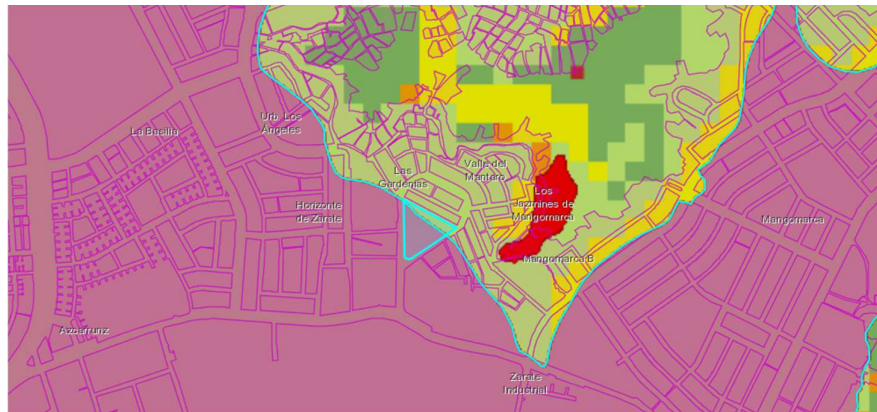 La Basilia
Urb. Los
Angeles
Las
Gardenias
Valle del
Mantaro
Horizonte
de Zarate
Los
Jazmines de
Mangomarca
Mangomarca
Mangomarca B
Azcarrunz
Zarate
Industrial